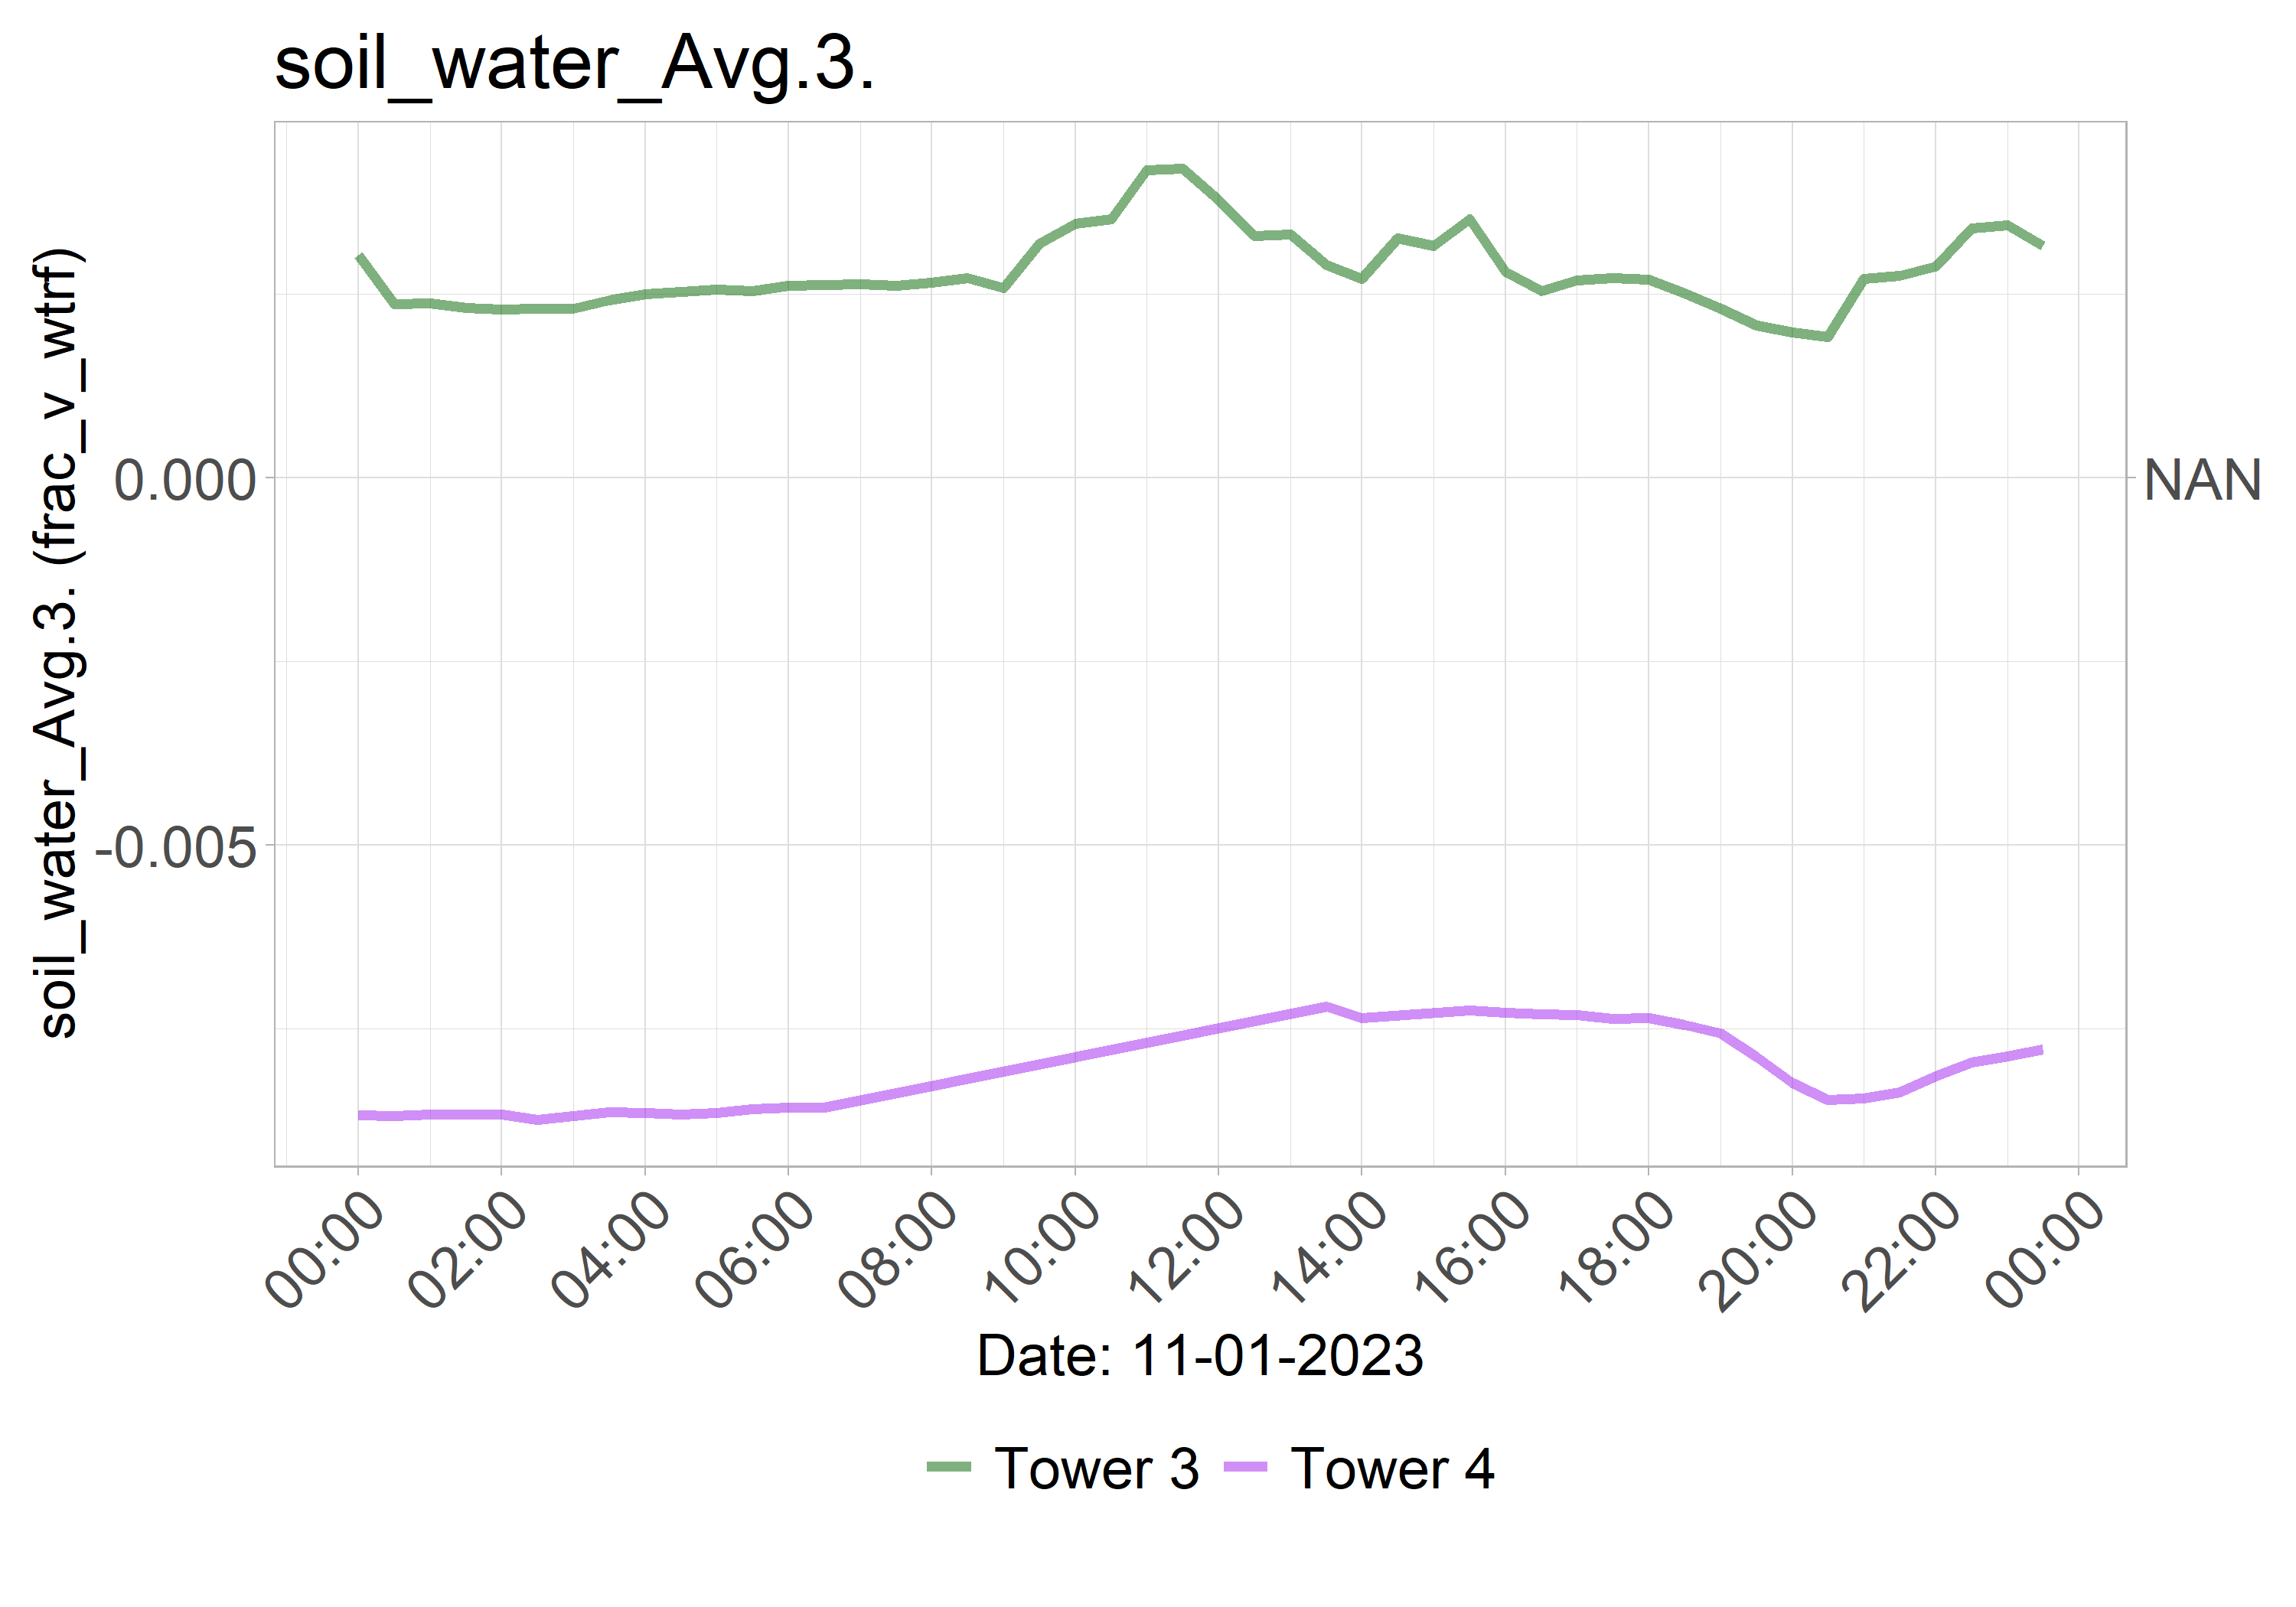 soil_water_Avg.3.
soil_water_Avg.3. (frac_v_wtrf)
0.000
-0.005
NAN
00:00
02:00
04:00
06:00
08:00
10:00
12:00
14:00
16:00
18:00
20:00
22:00
00:00
Date: 11-01-2023
Tower 3
Tower 4